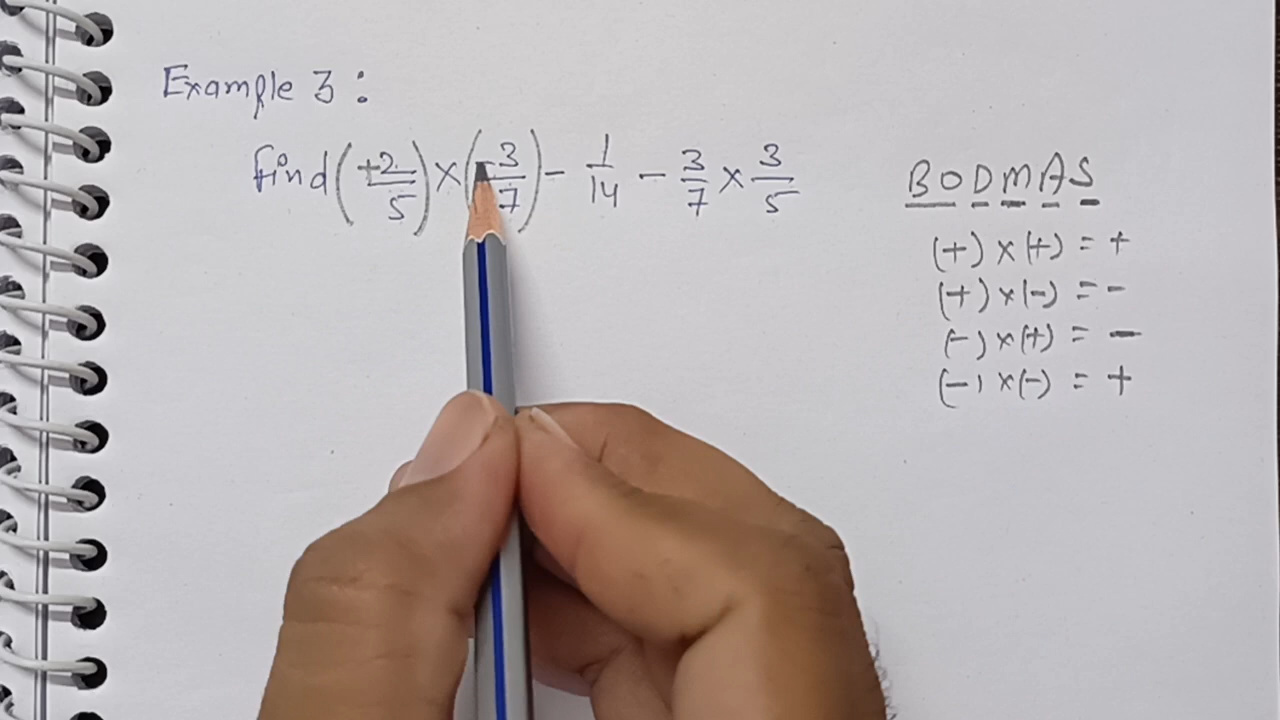 Example 3 :
find (+2/5) × (-3/7) - 1/14 - 3/7 × 3/5
BODMAS
(+) × (+) = +
(+) × (-) = -
(-) × (+) = -
(-) × (-) = +